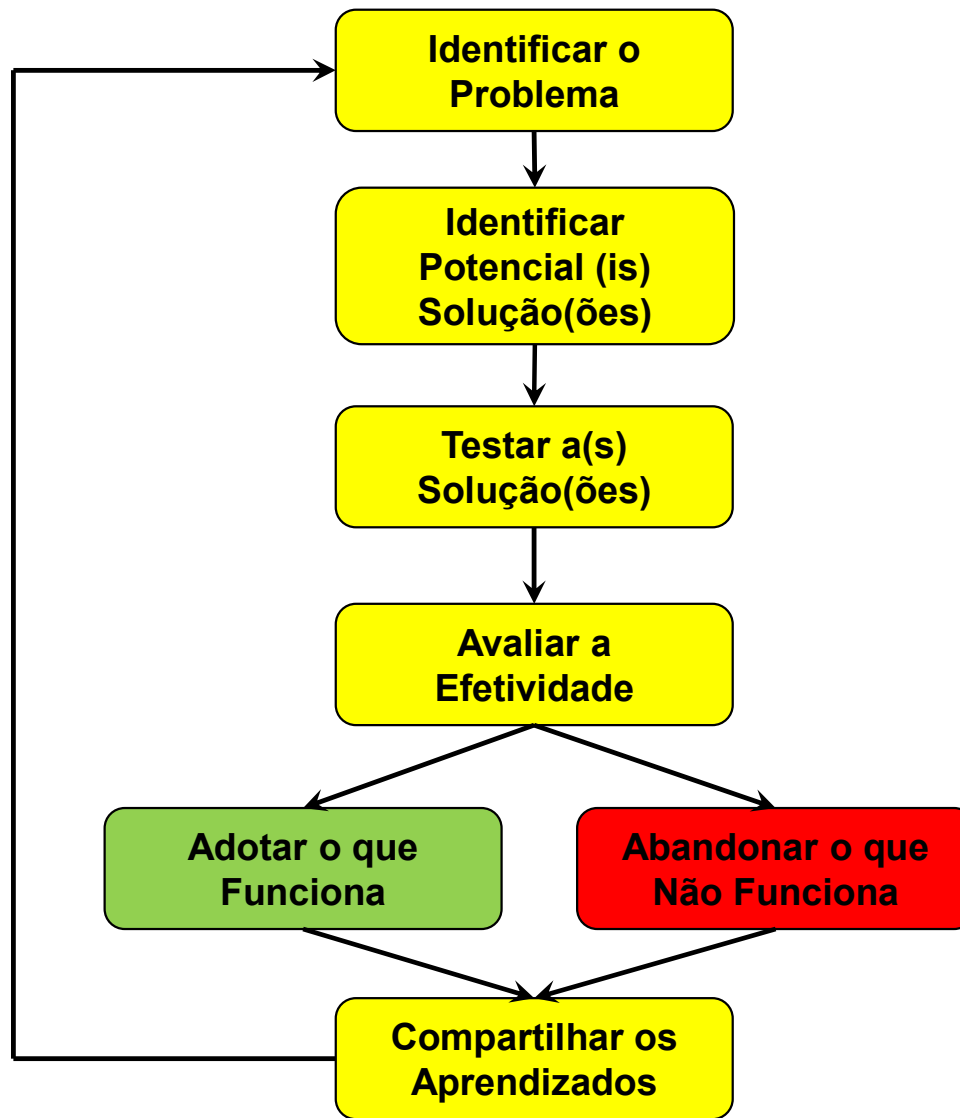 Identificar o
Problema
Identificar
Potencial (is)
Solução(ões)
Testar a(s)
Solução(ões)
Avaliar a
Efetividade
Adotar o que
Funciona
Abandonar o que
Não Funciona
Compartilhar os
Aprendizados